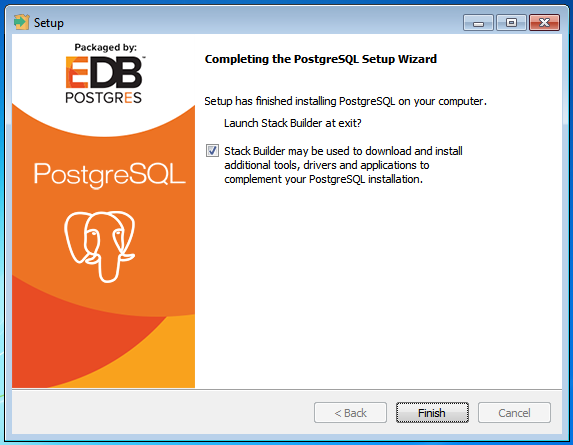 Setup
Packaged by:
EDB™
POSTGRES
PostgreSQL
Completing the PostgreSQL Setup Wizard
Setup has finished installing PostgreSQL on your computer.
Launch Stack Builder at exit?
Stack Builder may be used to download and install
additional tools, drivers and applications to
complement your PostgreSQL installation.
< Back
Finish
Cancel